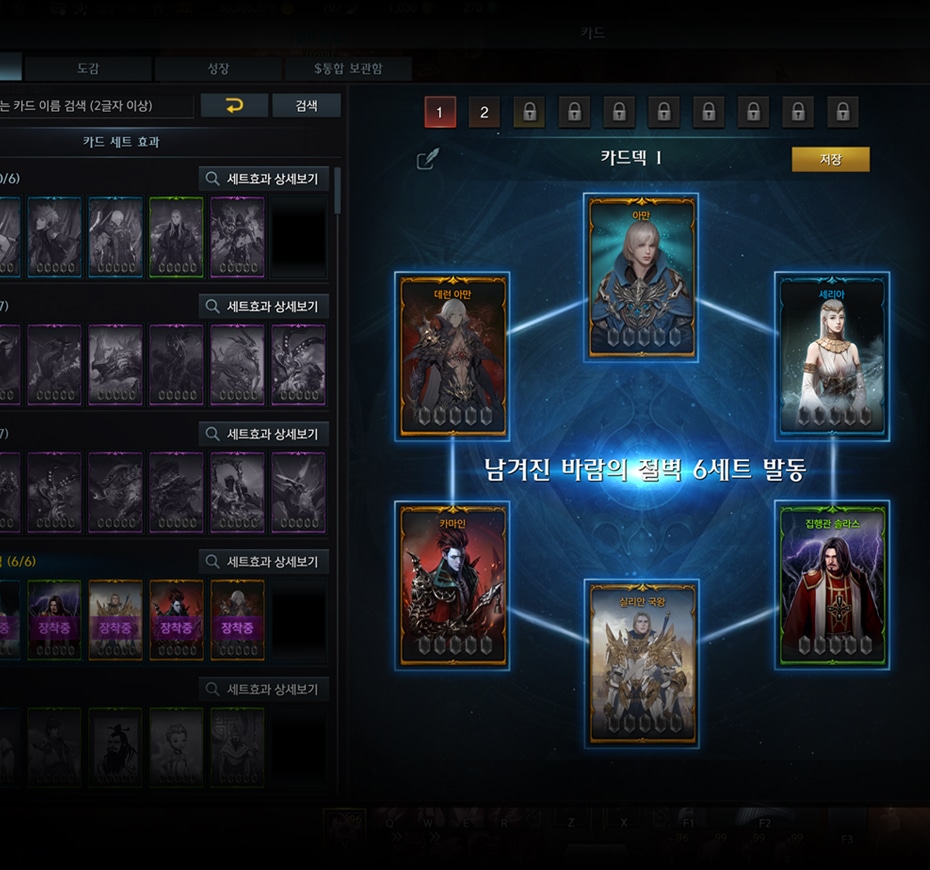 카드
도감
성장
$통합 보관함
는 카드 이름 검색 (2글자 이상)
검색
카드 세트 효과
0/6)
세트효과 상세보기
7)
세트효과 상세보기
7)
세트효과 상세보기
(6/6)
세트효과 상세보기
중
장착중
장착중
장착중
장착중
세트효과 상세보기
1
2
카드덱 1
저장
아만
데런 아만
세리아
남겨진 바람의 절벽 6세트 발동
카마인
집행관 솔라스
실리안 국왕
Q
W
E
R
Z
X
F1
F2
F3